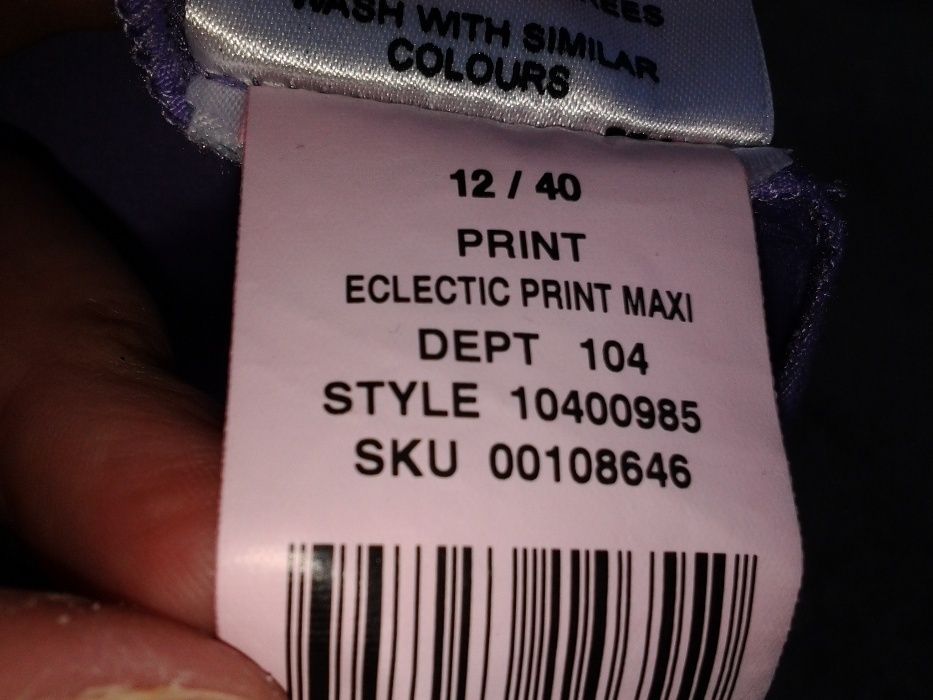 WASH WITH SIMILAR
COLOURS
12 / 40
PRINT
ECLECTIC PRINT MAXI
DEPT 104
STYLE 10400985
SKU 00108646